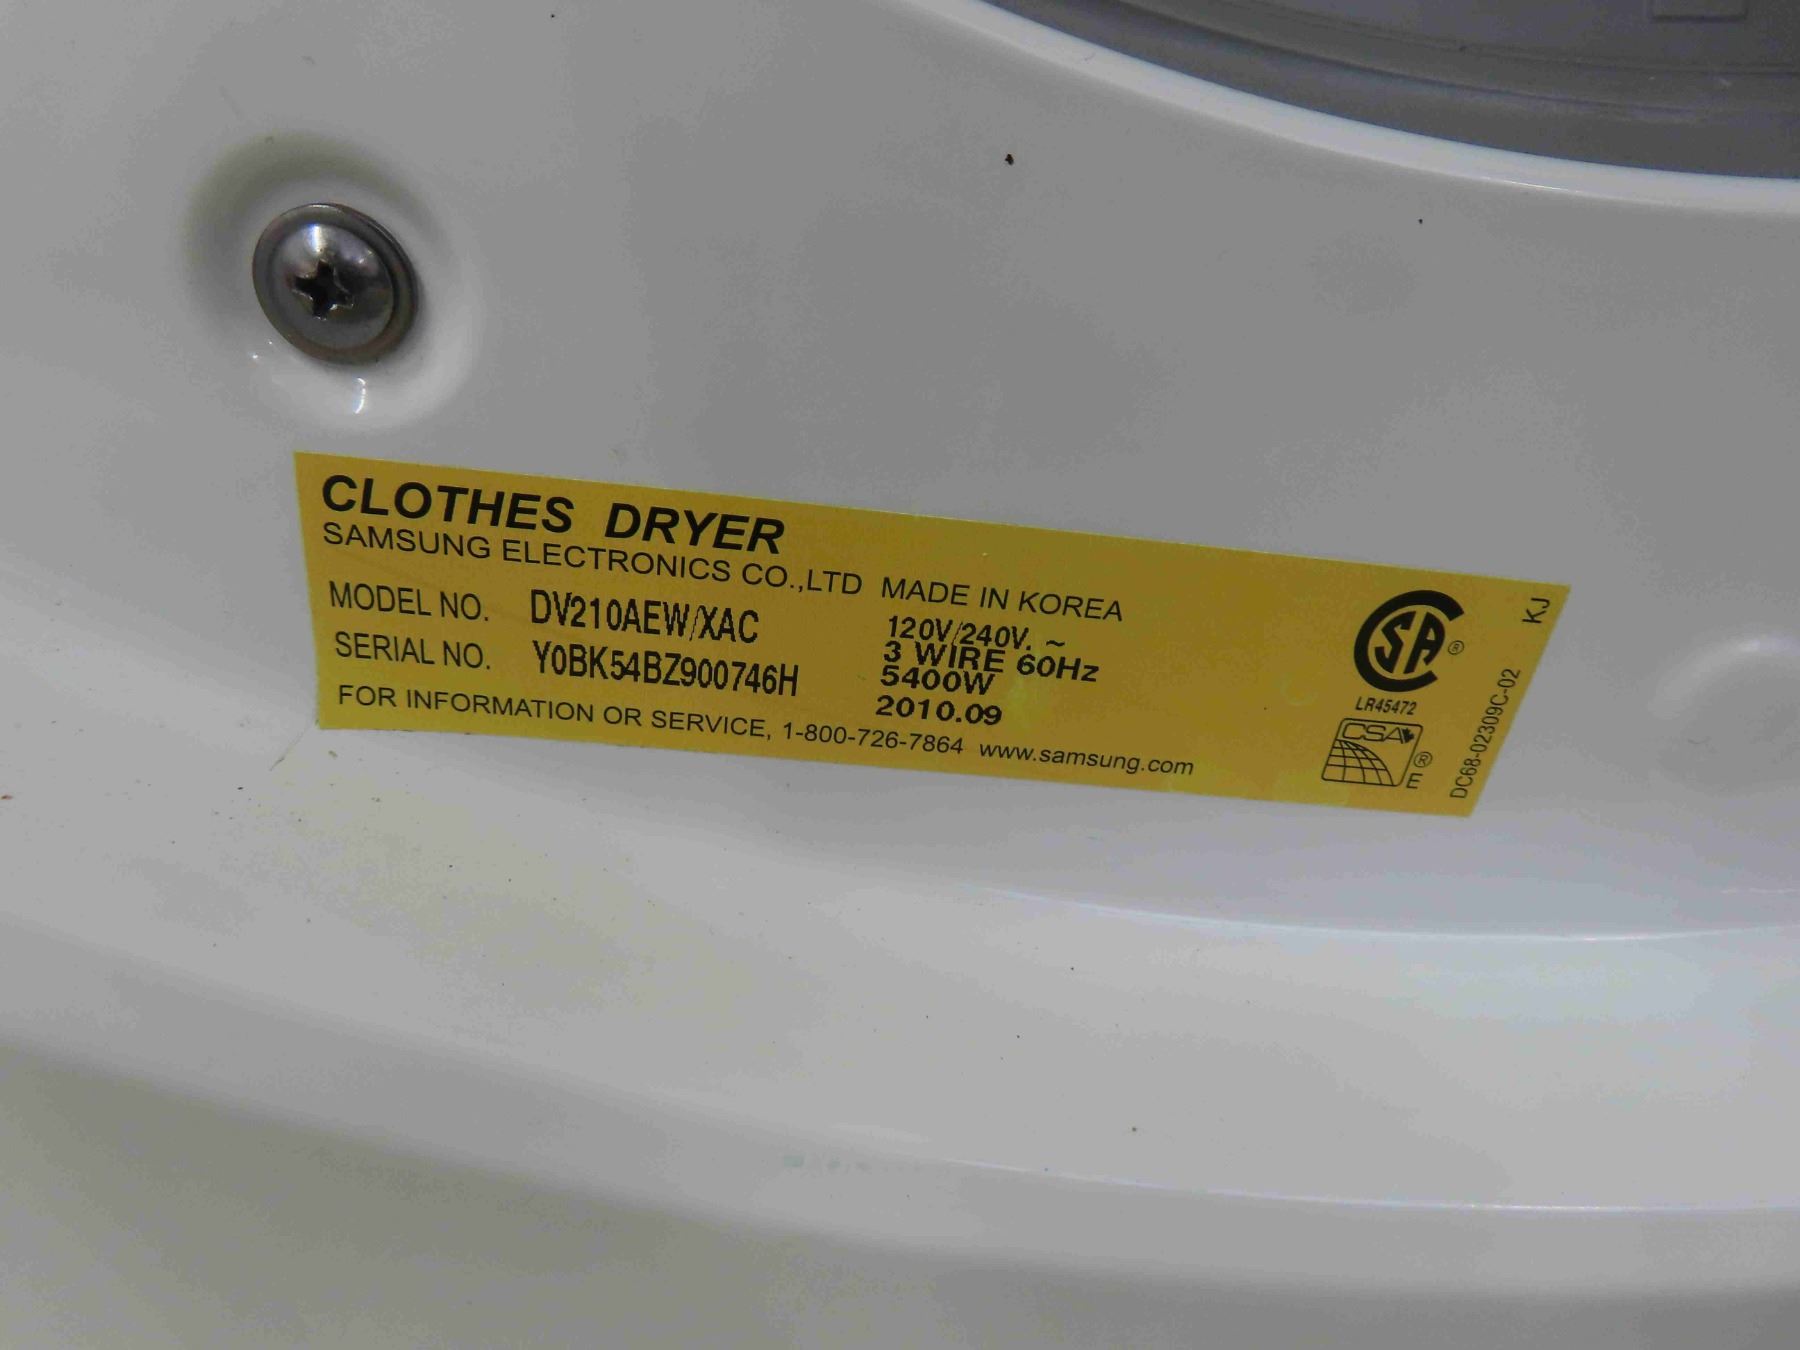 CLOTHES DRYER
SAMSUNG ELECTRONICS CO.,LTD MADE IN KOREA
MODEL NO. DV210AEW/XAC
SERIAL NO. Y0BK54BZ900746H
120V/240V. ~
3 WIRE 60Hz
5400W
2010.09
FOR INFORMATION OR SERVICE, 1-800-726-7864 www.samsung.com
SA ®
LR45472
CSA ®
E
KJ
DC68-02309C-02